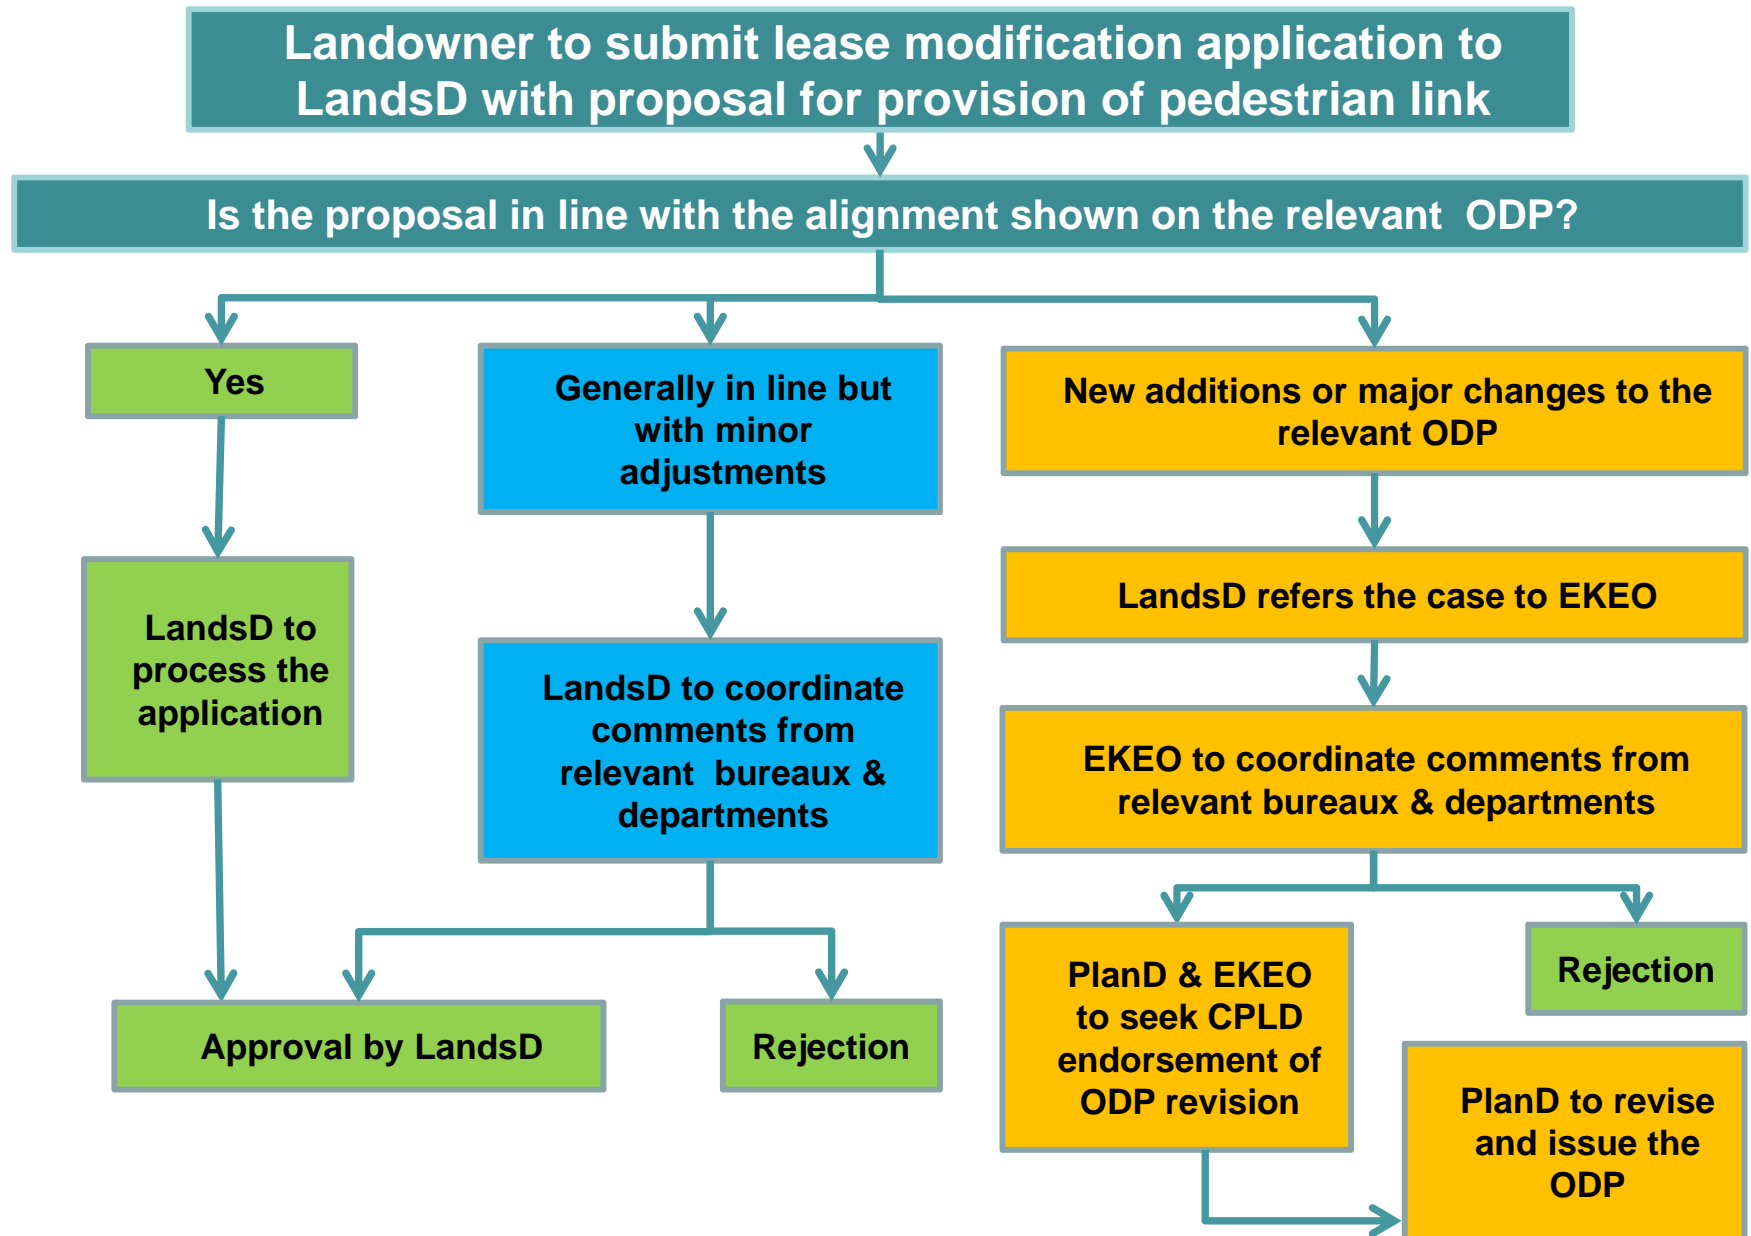 Landowner to submit lease modification application to
LandsD with proposal for provision of pedestrian link
Is the proposal in line with the alignment shown on the relevant ODP?
Yes
Generally in line but
with minor
adjustments
New additions or major changes to the
relevant ODP
LandsD to
process the
application
LandsD to coordinate
comments from
relevant bureaux &
departments
LandsD refers the case to EKEO
EKEO to coordinate comments from
relevant bureaux & departments
Approval by LandsD
Rejection
PlanD & EKEO
to seek CPLD
endorsement of
ODP revision
Rejection
PlanD to revise
and issue the
ODP